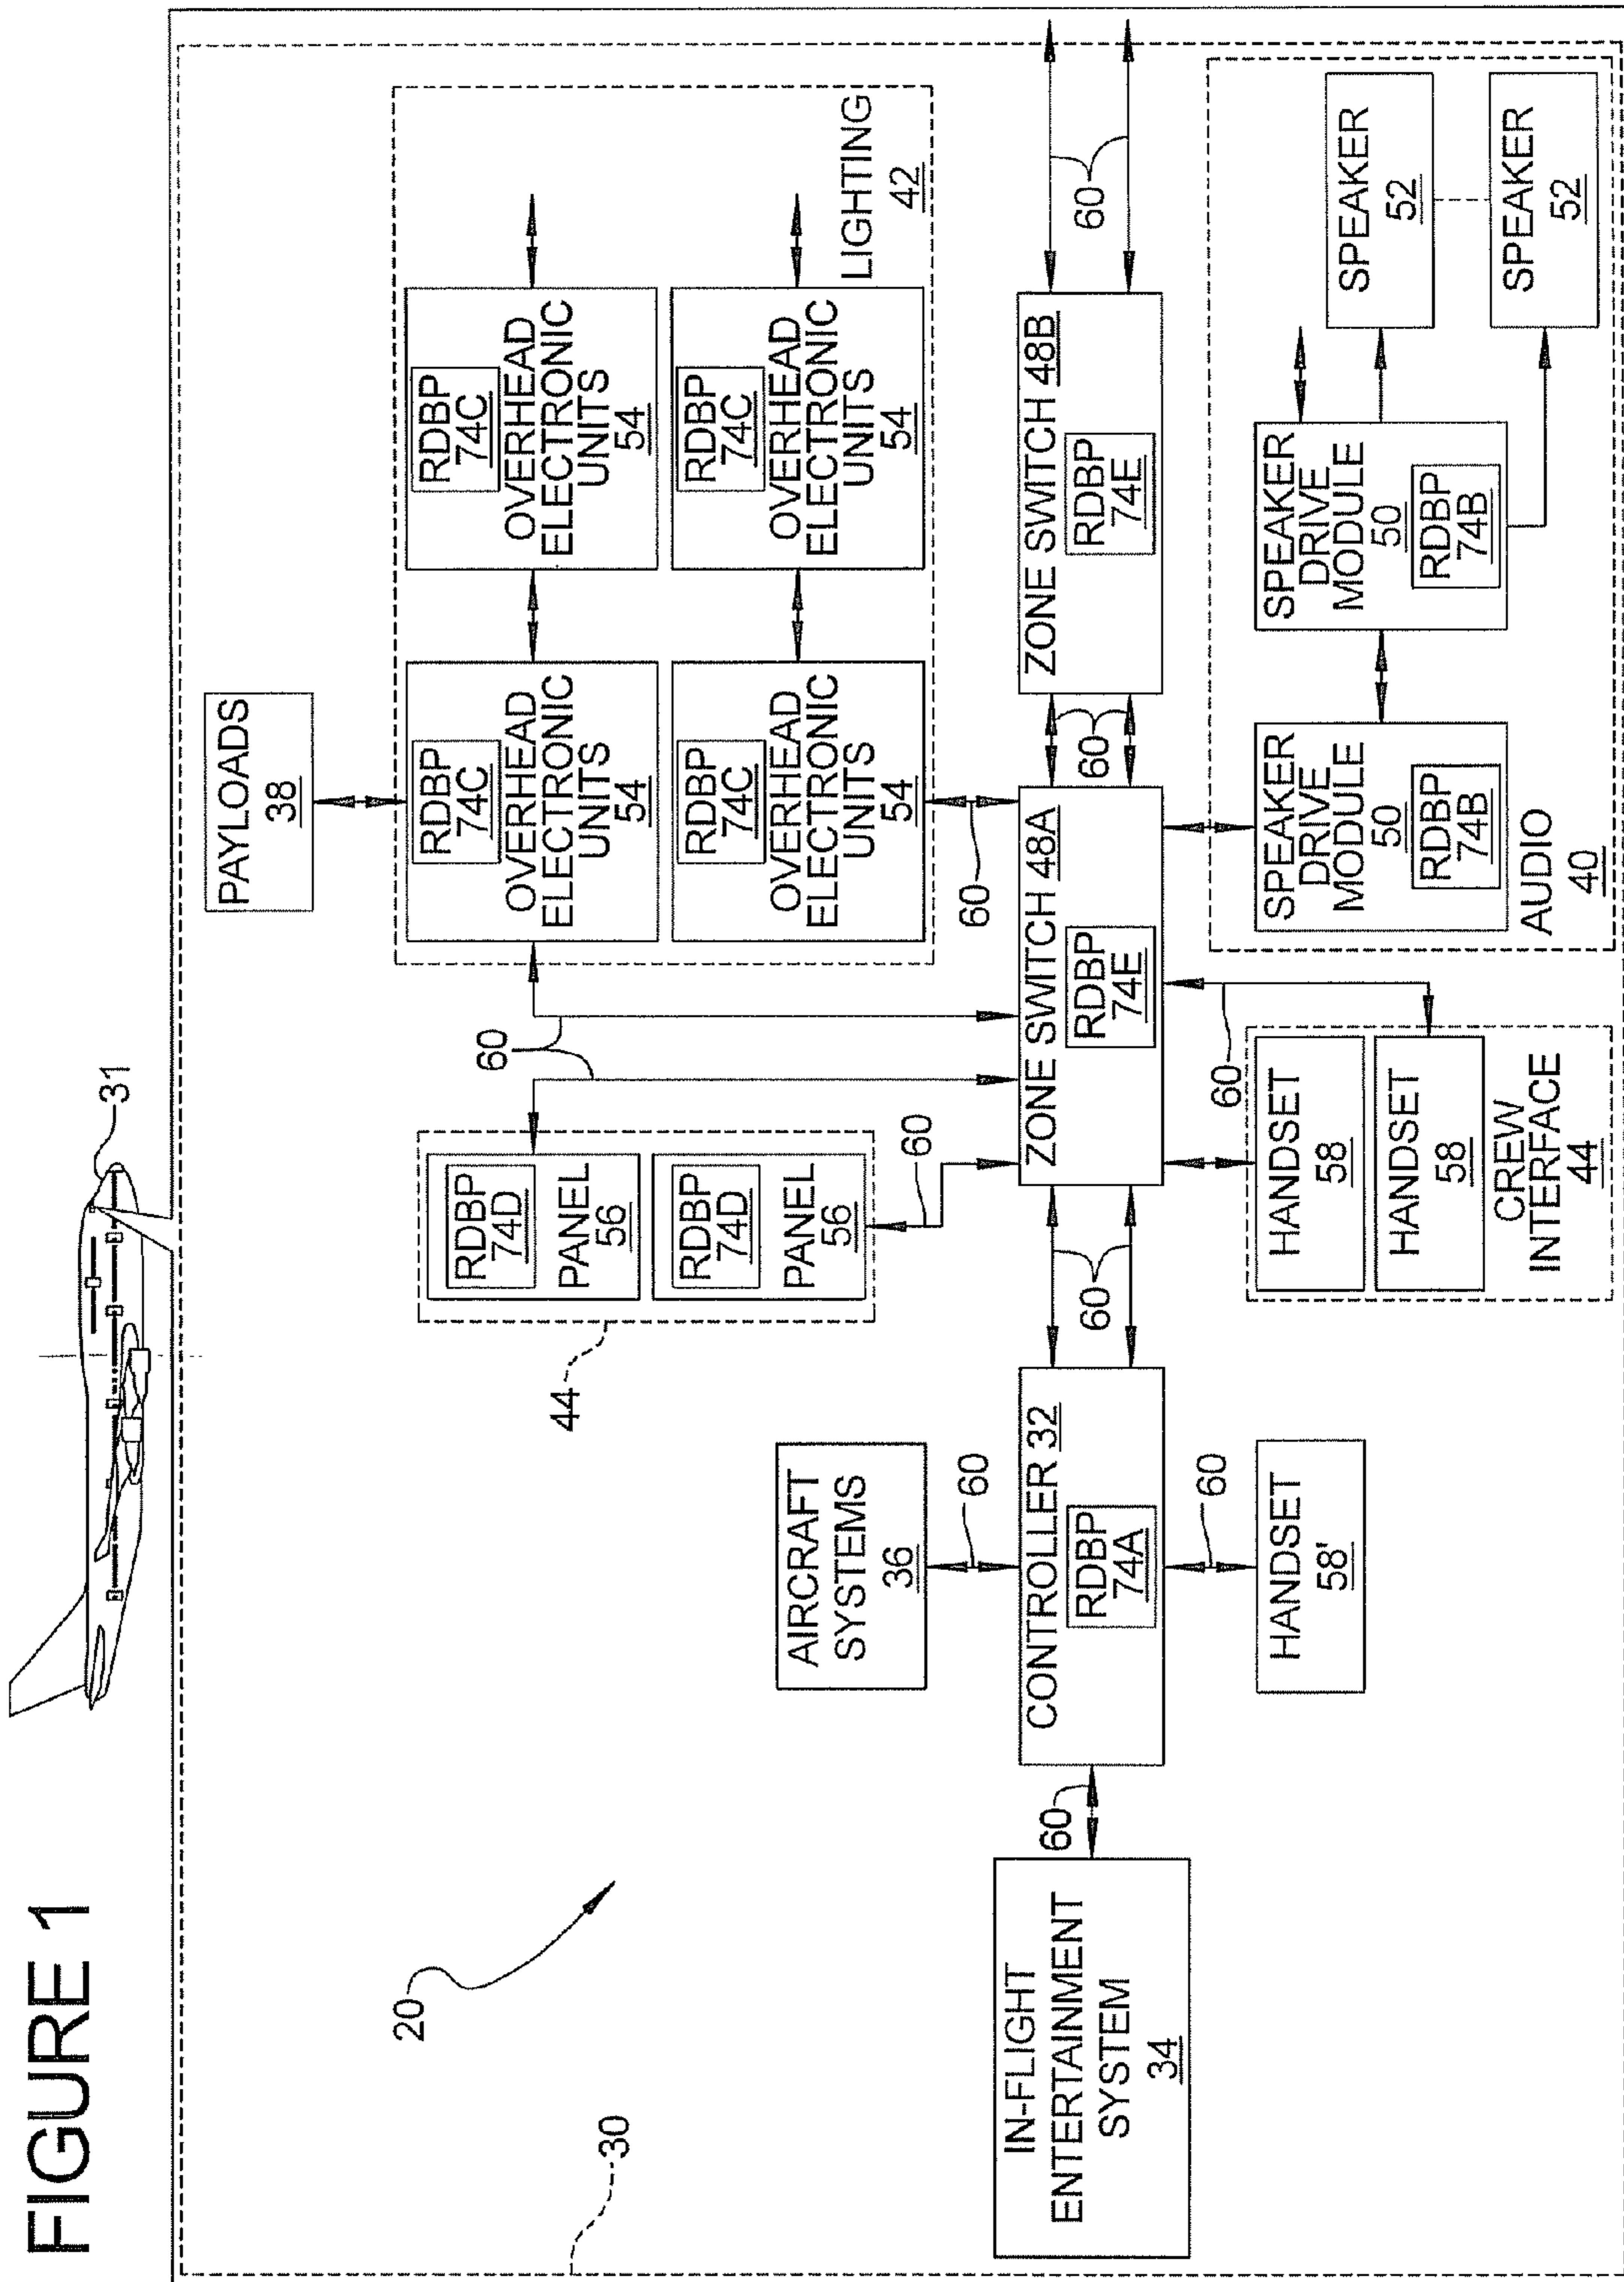 FIGURE 1
31
20
30
PAYLOADS
38
RDBP
74C
OVERHEAD
ELECTRONIC
UNITS
54
RDBP
74C
OVERHEAD
ELECTRONIC
UNITS
54
RDBP
74C
OVERHEAD
ELECTRONIC
UNITS
54
RDBP
74C
OVERHEAD
ELECTRONIC
UNITS
54
LIGHTING
42
60
60
RDBP
74D
PANEL
56
RDBP
74D
PANEL
56
44
60
AIRCRAFT
SYSTEMS
36
60
IN-FLIGHT
ENTERTAINMENT
SYSTEM
34
60
CONTROLLER 32
RDBP
74A
60
ZONE SWITCH 48A
RDBP
74E
60
ZONE SWITCH 48B
RDBP
74E
60
60
HANDSET
58'
60
HANDSET
58
HANDSET
58
CREW
INTERFACE
44
SPEAKER
DRIVE
MODULE
50
RDBP
74B
SPEAKER
DRIVE
MODULE
50
RDBP
74B
SPEAKER
52
SPEAKER
52
AUDIO
40